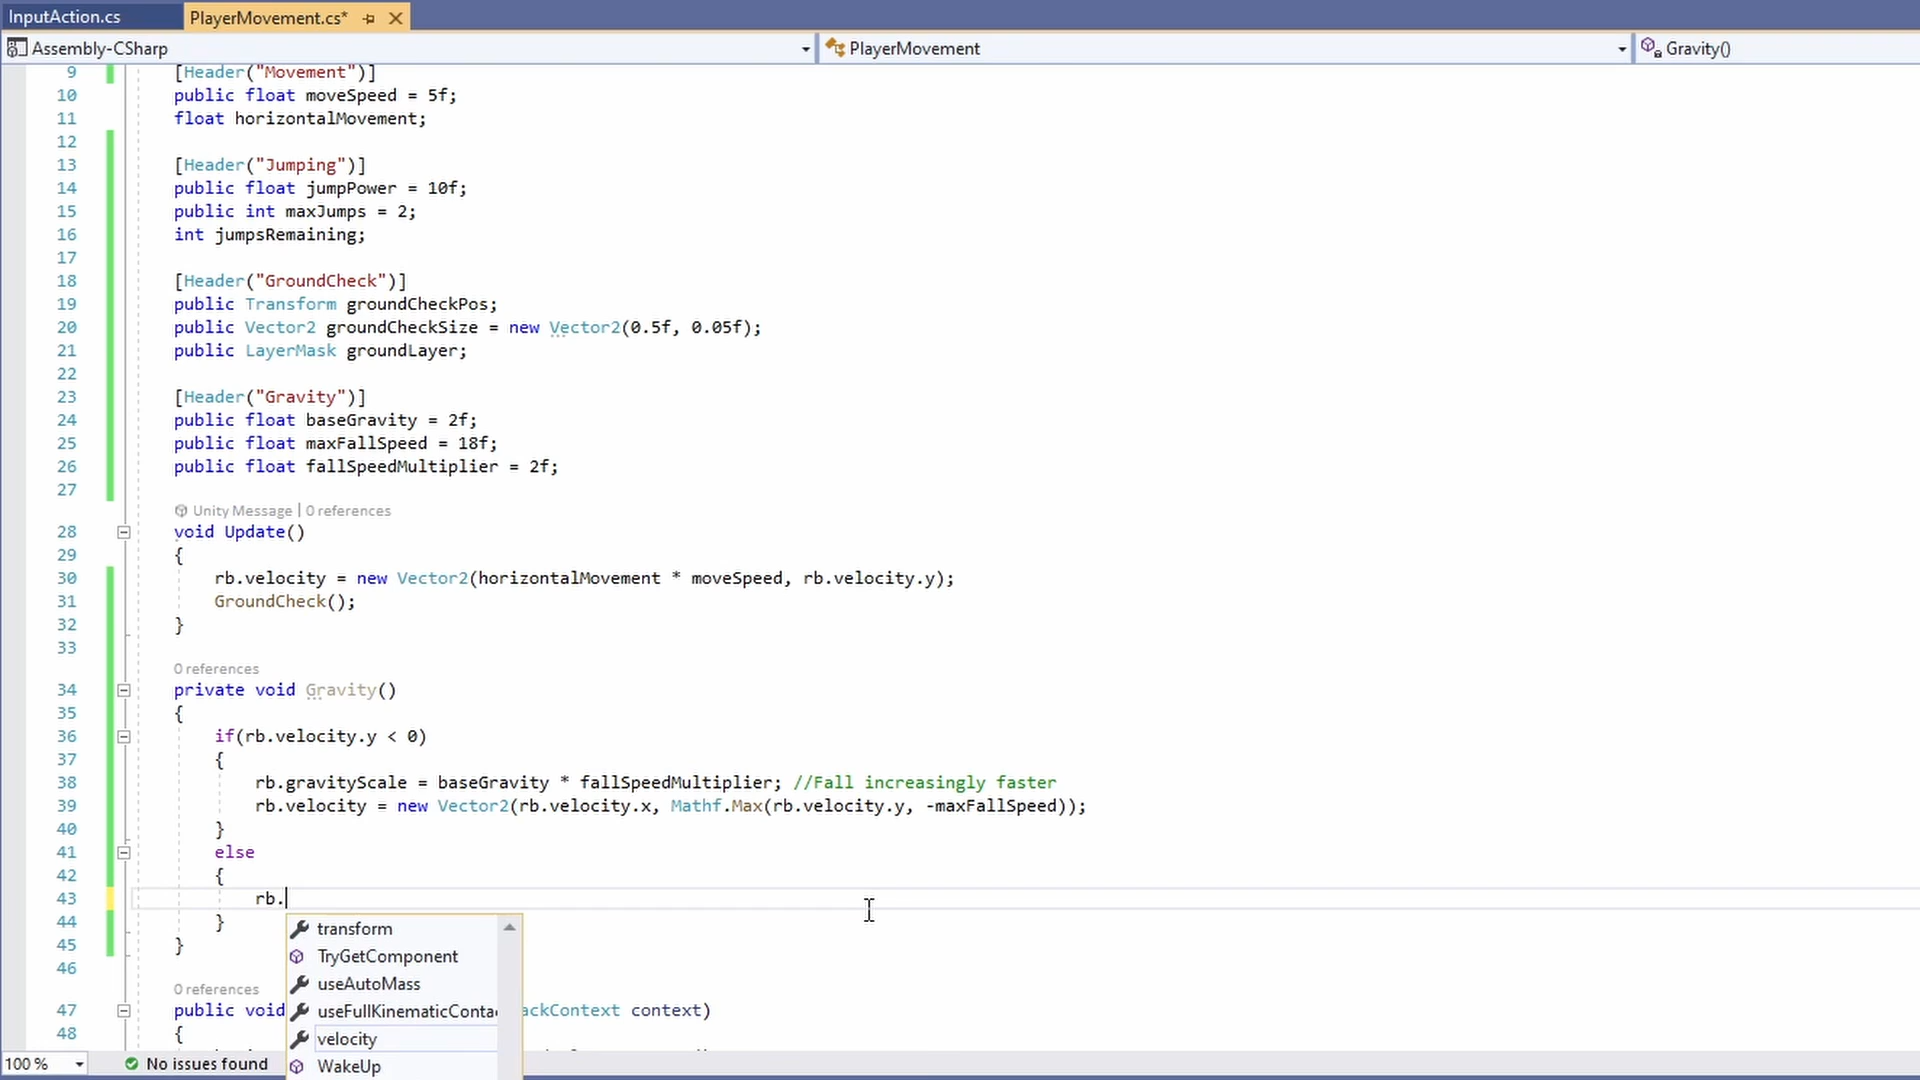 InputAction.cs
PlayerMovement.cs*
Assembly-CSharp
PlayerMovement
Gravity()
9 [Header("Movement")]
10 public float moveSpeed = 5f;
11 float horizontalMovement;
12
13 [Header("Jumping")]
14 public float jumpPower = 10f;
15 public int maxJumps = 2;
16 int jumpsRemaining;
17
18 [Header("GroundCheck")]
19 public Transform groundCheckPos;
20 public Vector2 groundCheckSize = new Vector2(0.5f, 0.05f);
21 public LayerMask groundLayer;
22
23 [Header("Gravity")]
24 public float baseGravity = 2f;
25 public float maxFallSpeed = 18f;
26 public float fallSpeedMultiplier = 2f;
27
Unity Message | 0 references
28 void Update()
29 {
30 rb.velocity = new Vector2(horizontalMovement * moveSpeed, rb.velocity.y);
31 GroundCheck();
32 }
33
0 references
34 private void Gravity()
35 {
36 if(rb.velocity.y < 0)
37 {
38 rb.gravityScale = baseGravity * fallSpeedMultiplier; //Fall increasingly faster
39 rb.velocity = new Vector2(rb.velocity.x, Mathf.Max(rb.velocity.y, -maxFallSpeed));
40 }
41 else
42 {
43 rb.
44 }
45 }
46
0 references
47 public void ackContext context)
48 {
transform
TryGetComponent
useAutoMass
useFullKinematicConta
velocity
WakeUp
100 %
No issues found